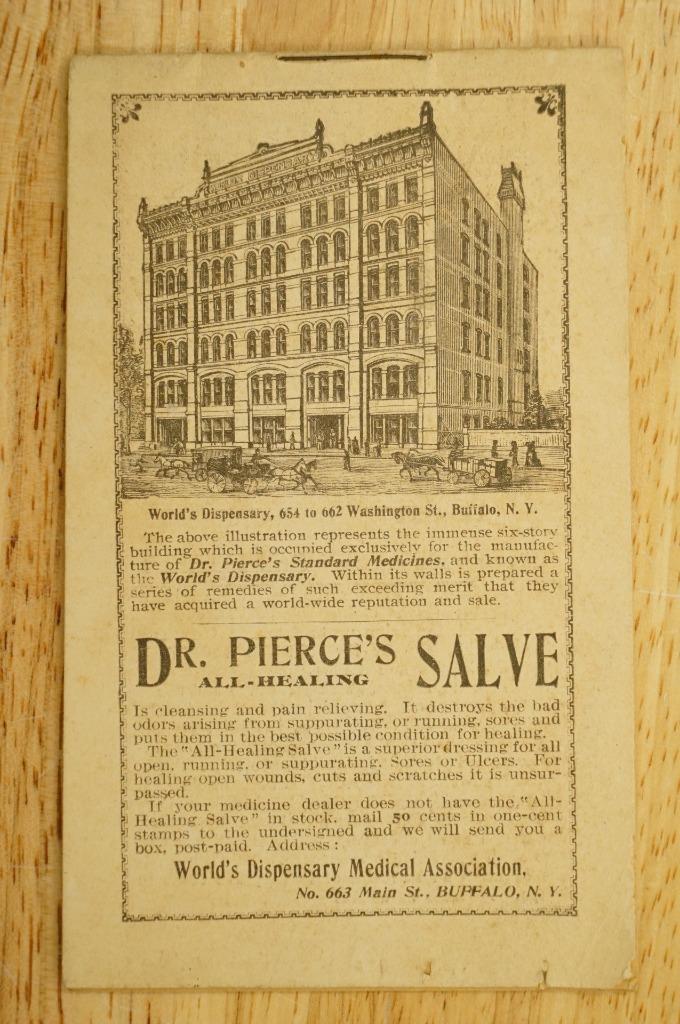 WORLD'S DISPENSARY
World's Dispensary, 654 to 662 Washington St., Buffalo, N. Y.
The above illustration represents the immense six-story
building which is occupied exclusively for the manufac-
ture of Dr. Pierce's Standard Medicines, and known as
the World's Dispensary. Within its walls is prepared a
series of remedies of such exceeding merit that they
have acquired a world-wide reputation and sale.
DR. PIERCE'S SALVE
ALL-HEALING
Is cleansing and pain relieving. It destroys the bad
odors arising from suppurating, or running, sores and
puts them in the best possible condition for healing.
The "All-Healing Salve" is a superior dressing for all
open, running, or suppurating, Sores or Ulcers. For
healing open wounds, cuts and scratches it is unsur-
passed.
If your medicine dealer does not have the "All-
Healing Salve" in stock, mail 50 cents in one-cent
stamps to the undersigned and we will send you a
box, post-paid. Address:
World's Dispensary Medical Association,
No. 663 Main St., BUFFALO, N. Y.